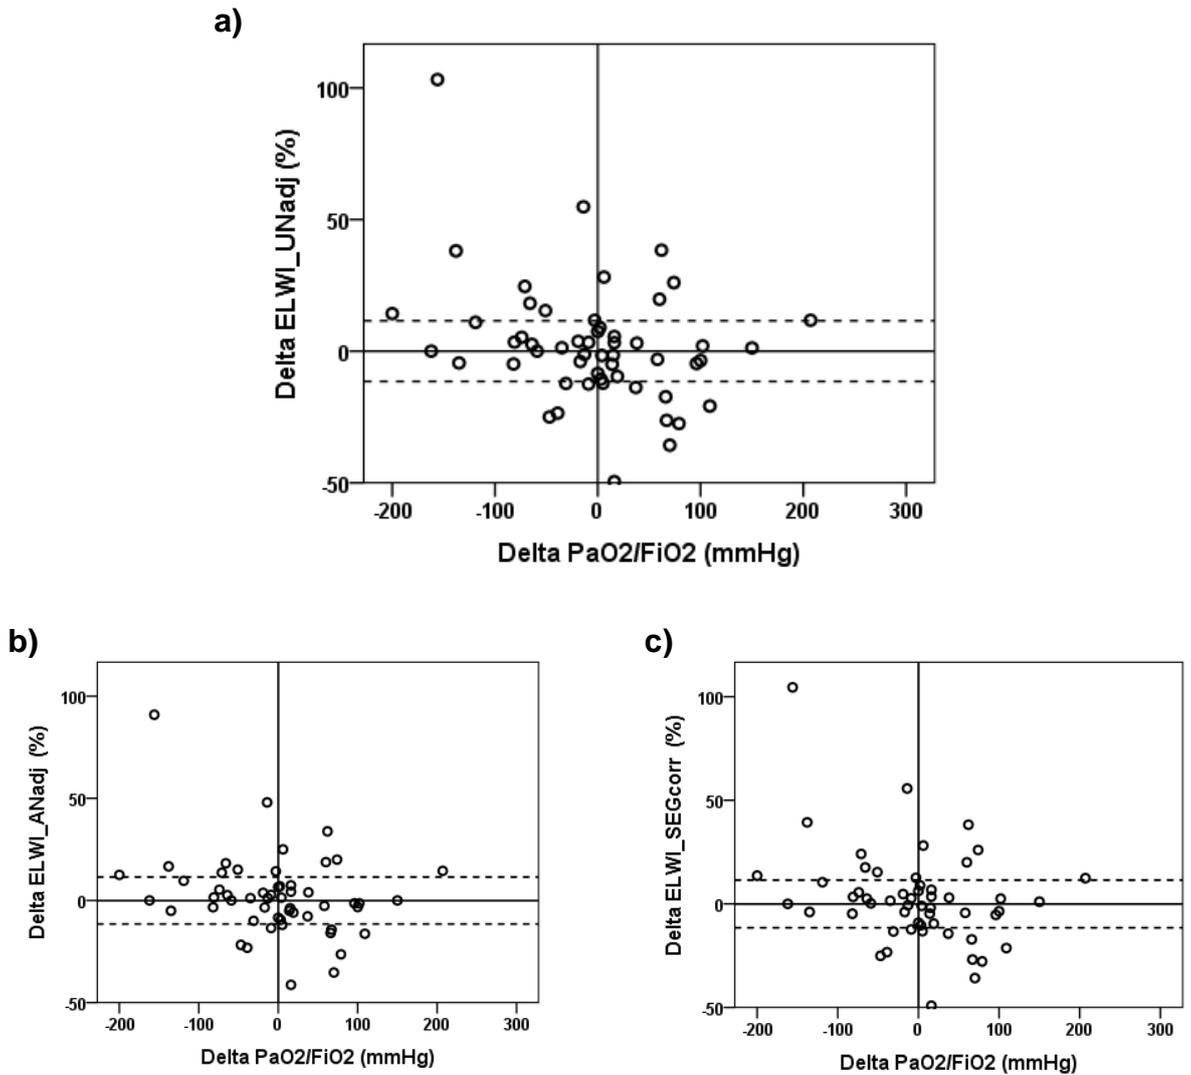 a)
Delta ELWI_UNadj (%)
100
50
0
-50
-200 -100 0 100 200 300
Delta PaO2/FiO2 (mmHg)
b)
Delta ELWI_ANadj (%)
100
50
0
-50
-200 -100 0 100 200 300
Delta PaO2/FiO2 (mmHg)
c)
Delta ELWI_SEGcorr (%)
100
50
0
-50
-200 -100 0 100 200 300
Delta PaO2/FiO2 (mmHg)